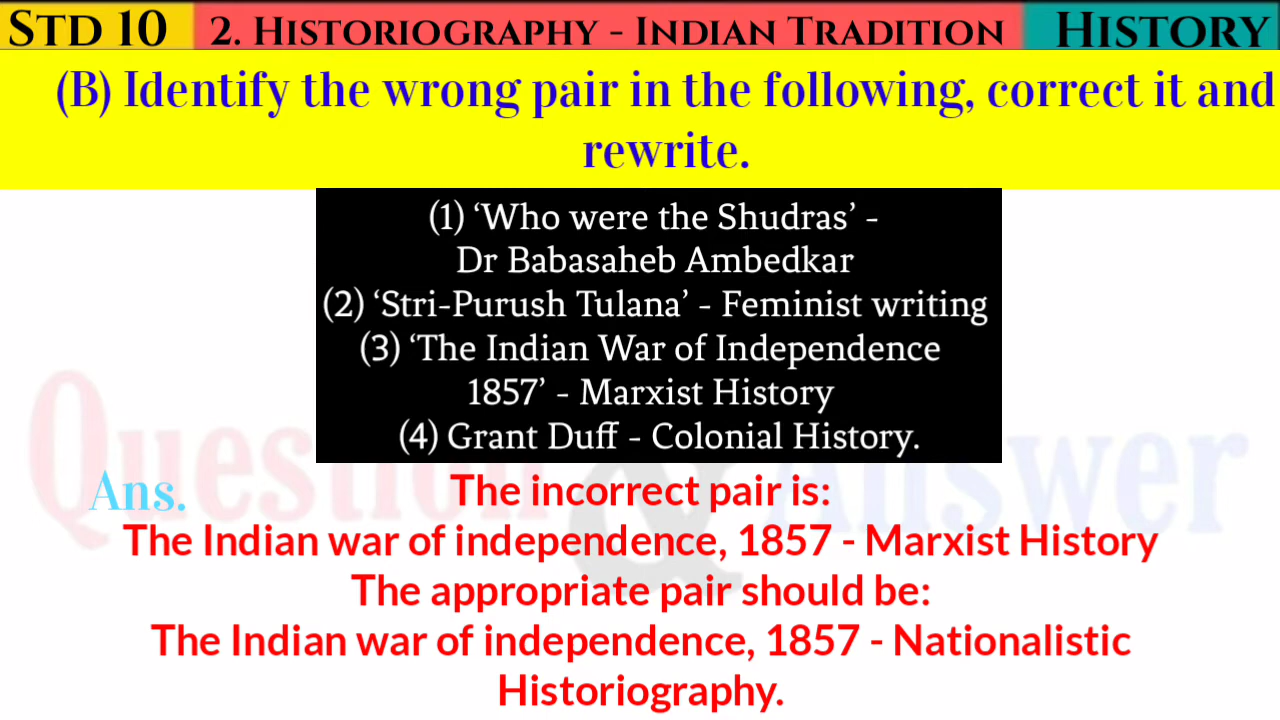 STD 10
2. HISTORIOGRAPHY - INDIAN TRADITION
HISTORY
(B) Identify the wrong pair in the following, correct it and
rewrite.
(1) ‘Who were the Shudras’ -
Dr Babasaheb Ambedkar
(2) ‘Stri-Purush Tulana’ - Feminist writing
(3) ‘The Indian War of Independence
1857’ - Marxist History
(4) Grant Duff - Colonial History.
Question & Answer
Ans.
The incorrect pair is:
The Indian war of independence, 1857 - Marxist History
The appropriate pair should be:
The Indian war of independence, 1857 - Nationalistic
Historiography.